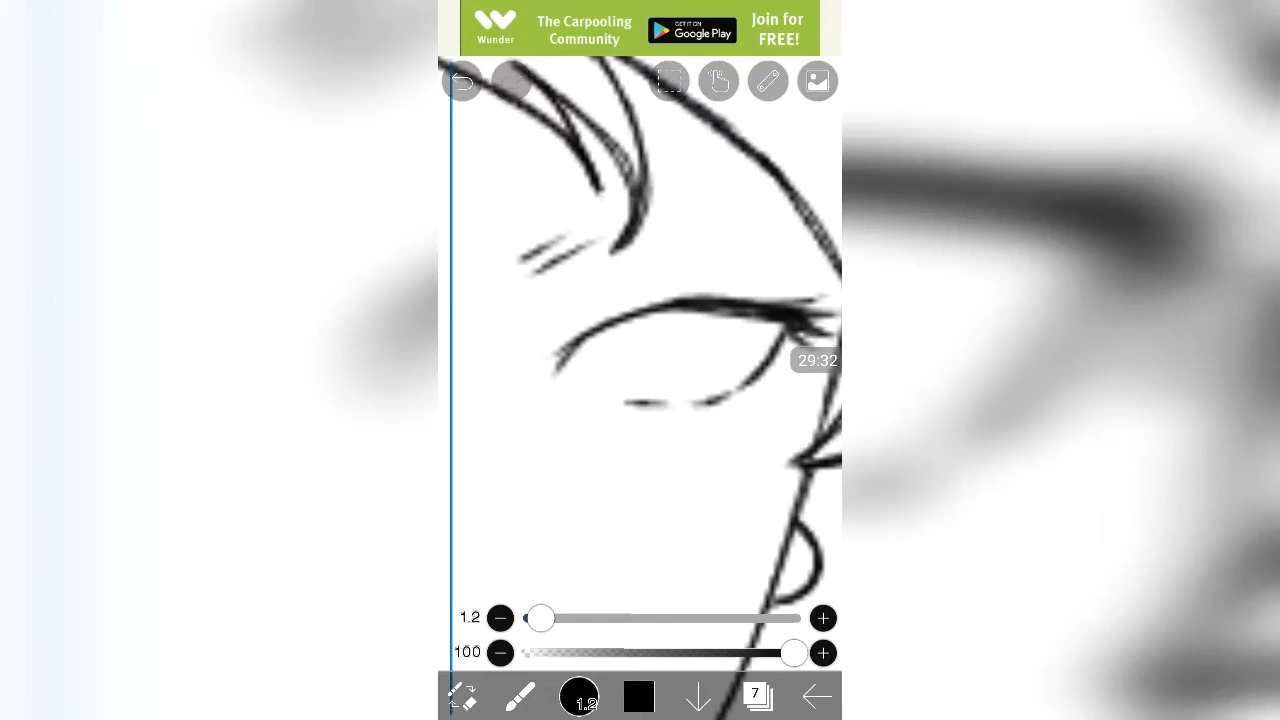 Wunder
The Carpooling
Community
GET IT ON
Google Play
Join for
FREE!
29:32
1.2
100
1.2
7